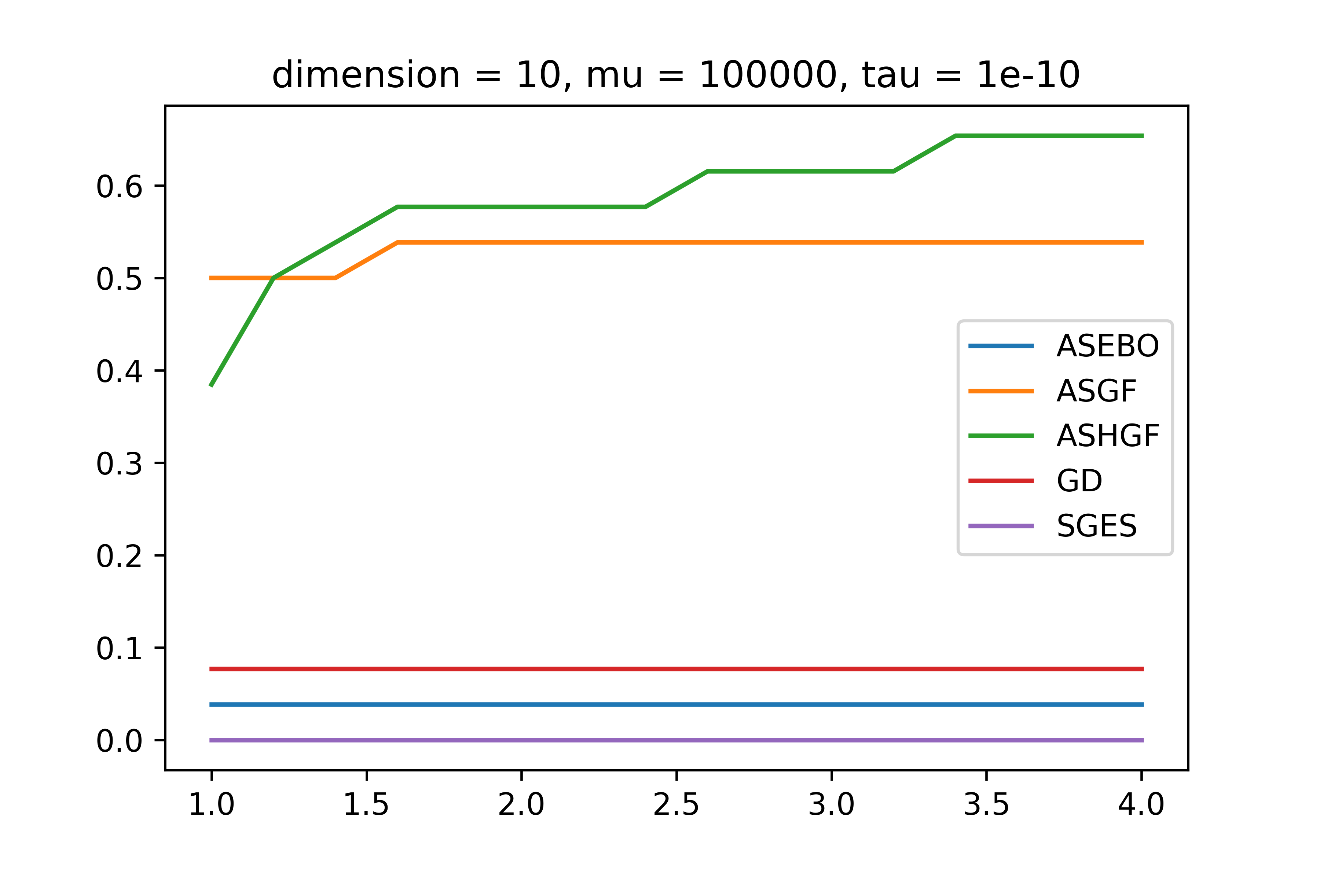 dimension = 10, mu = 100000, tau = 1e-10
0.6
0.5
0.4
0.3
0.2
0.1
0.0
ASEBO
ASGF
ASHGF
GD
SGES
1.0 1.5 2.0 2.5 3.0 3.5 4.0